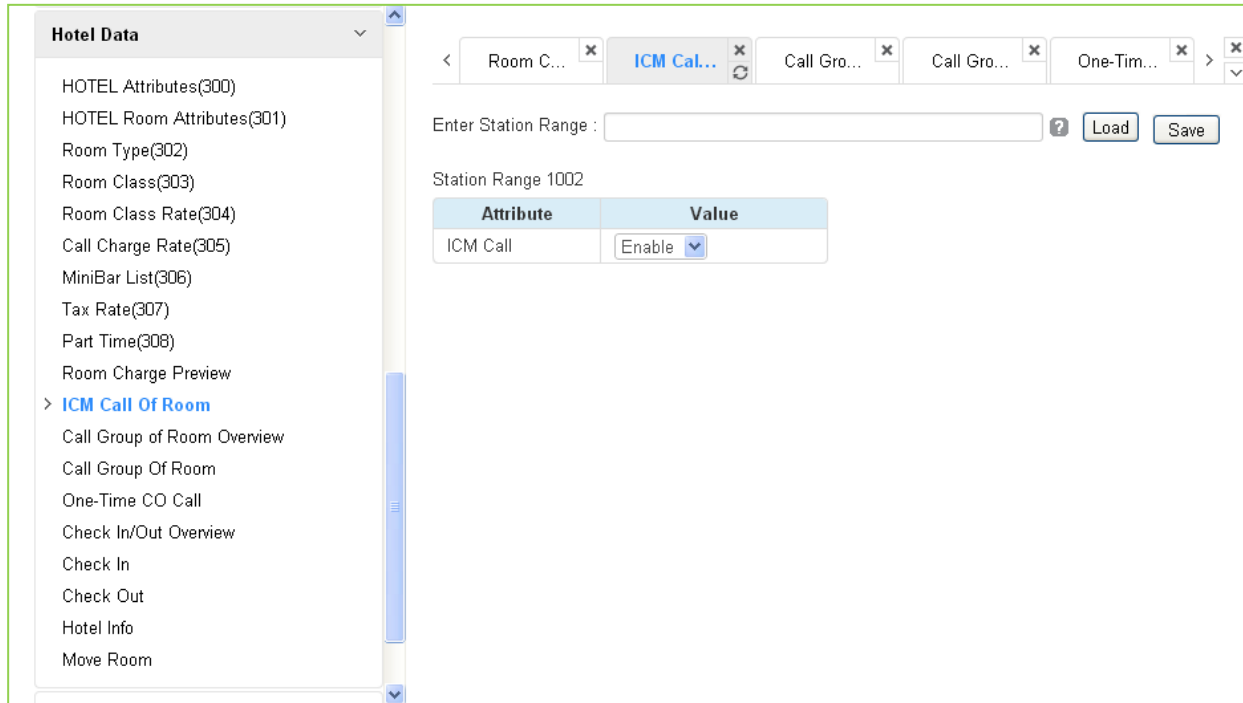 Hotel Data
HOTEL Attributes(300)
HOTEL Room Attributes(301)
Room Type(302)
Room Class(303)
Room Class Rate(304)
Call Charge Rate(305)
MiniBar List(306)
Tax Rate(307)
Part Time(308)
Room Charge Preview
ICM Call Of Room
Call Group of Room Overview
Call Group Of Room
One-Time CO Call
Check In/Out Overview
Check In
Check Out
Hotel Info
Move Room
Room C... ICM Cal... Call Gro... Call Gro... One-Tim...
Enter Station Range : ? Load Save
Station Range 1002
Attribute Value
ICM Call Enable